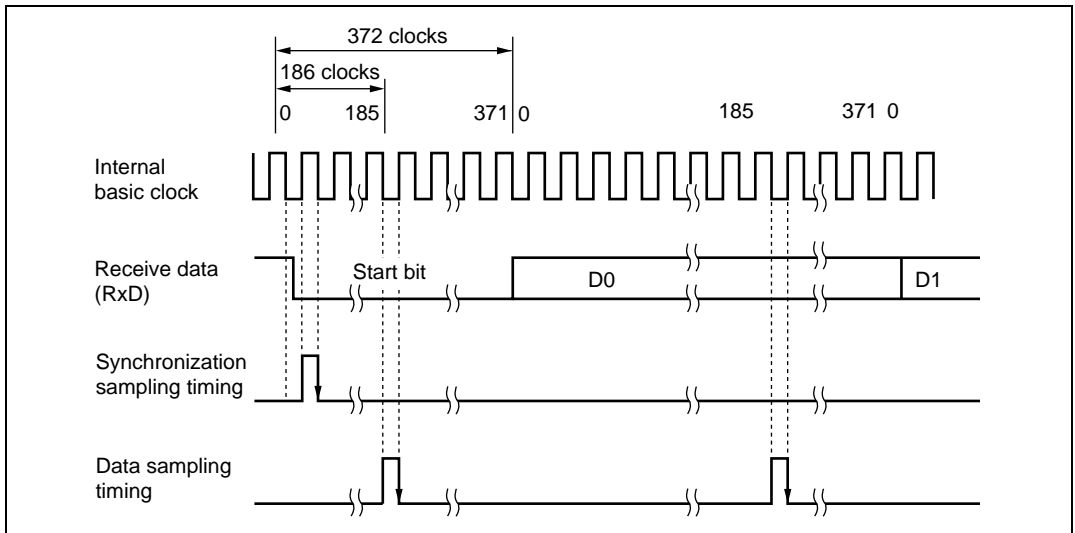 372 clocks
186 clocks
0 185 371 0 185 371 0
Internal
basic clock
Receive data
(RxD)
Start bit
D0
D1
Synchronization
sampling timing
Data sampling
timing